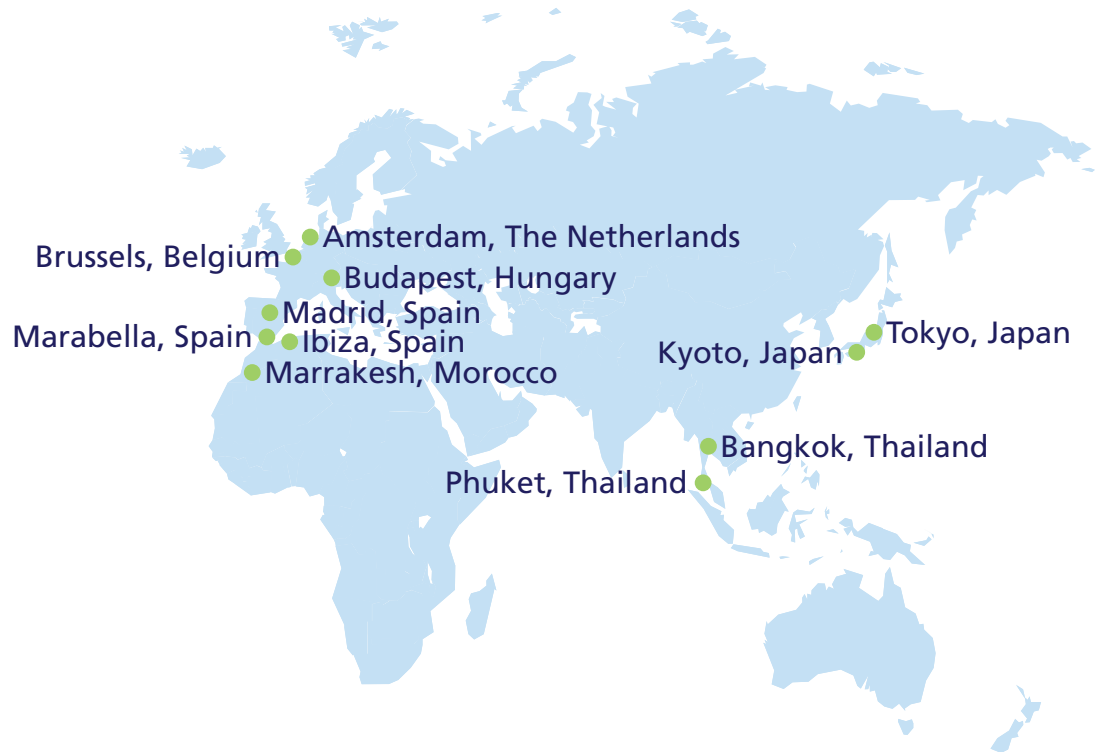 Amsterdam, The Netherlands
Brussels, Belgium
Budapest, Hungary
Madrid, Spain
Marabella, Spain
Ibiza, Spain
Marrakesh, Morocco
Tokyo, Japan
Kyoto, Japan
Bangkok, Thailand
Phuket, Thailand